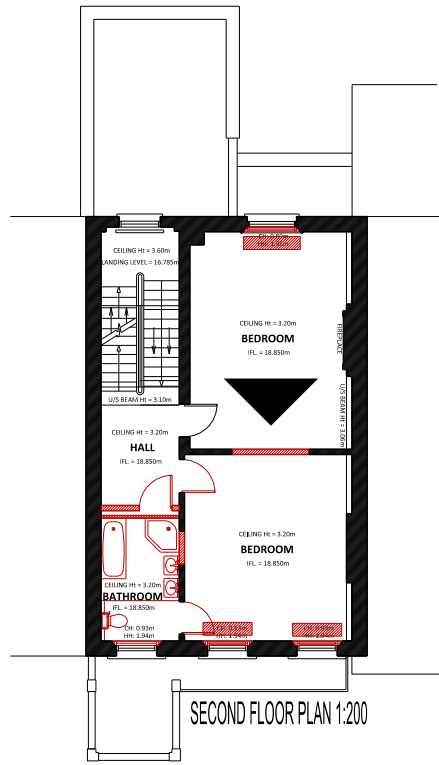 CEILING Ht = 3.60m
LANDING LEVEL = 16.785m
CEILING Ht = 3.20m
BEDROOM
IFL. = 18.850m
FIREPLACE
U/S BEAM Ht = 3.10m
U/S BEAM Ht = 3.06m
CEILING Ht = 3.20m
HALL
IFL. = 18.850m
CEILING Ht = 3.20m
BEDROOM
IFL. = 18.850m
CEILING Ht = 3.20m
BATHROOM
IFL. = 18.850m
CH: 0.93m
HH: 1.94m
SECOND FLOOR PLAN 1:200